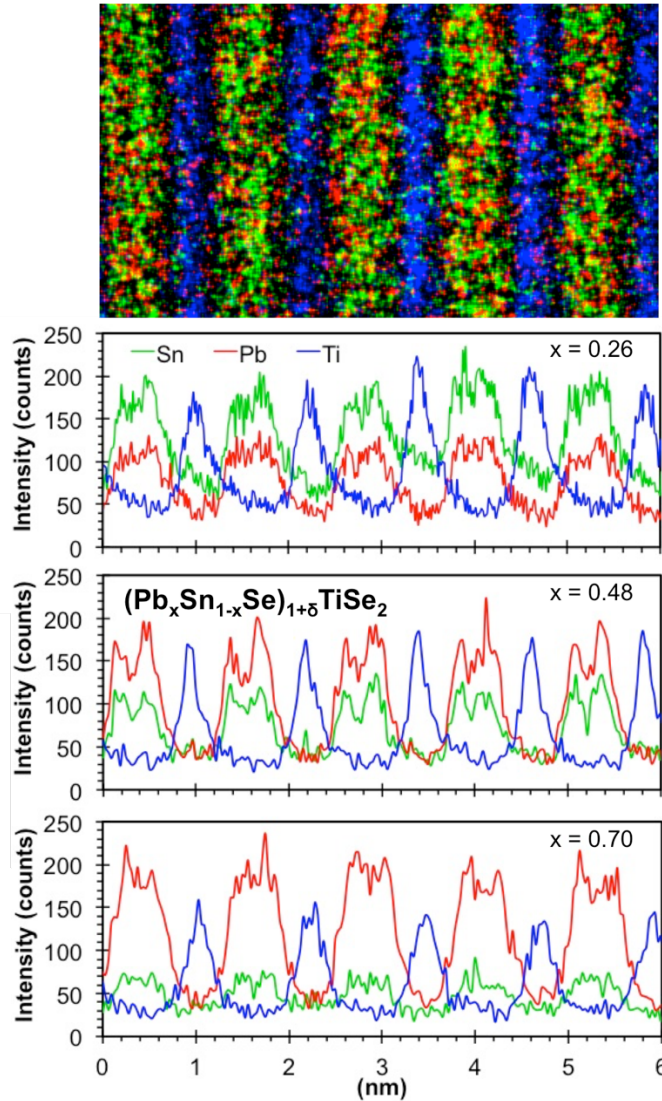 250
200
150
100
50
0
Intensity (counts)
Sn Pb Ti
x = 0.26
250
200
150
100
50
0
Intensity (counts)
(PbₓSn₁₋ₓSe)₁₊δTiSe₂
x = 0.48
250
200
150
100
50
0
Intensity (counts)
x = 0.70
0 1 2 3 4 5 6
(nm)